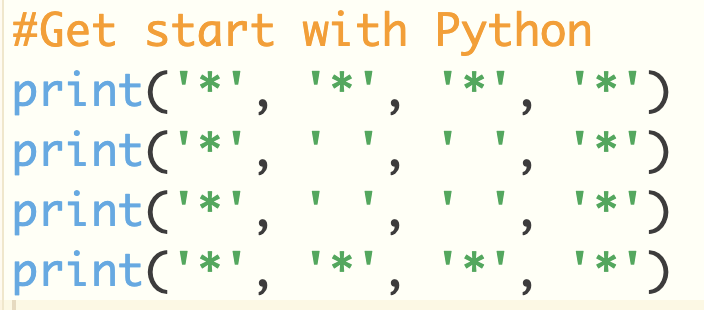 #Get start with Python
print('*', '*', '*', '*')
print('*', ' ', ' ', '*')
print('*', ' ', ' ', '*')
print('*', '*', '*', '*')